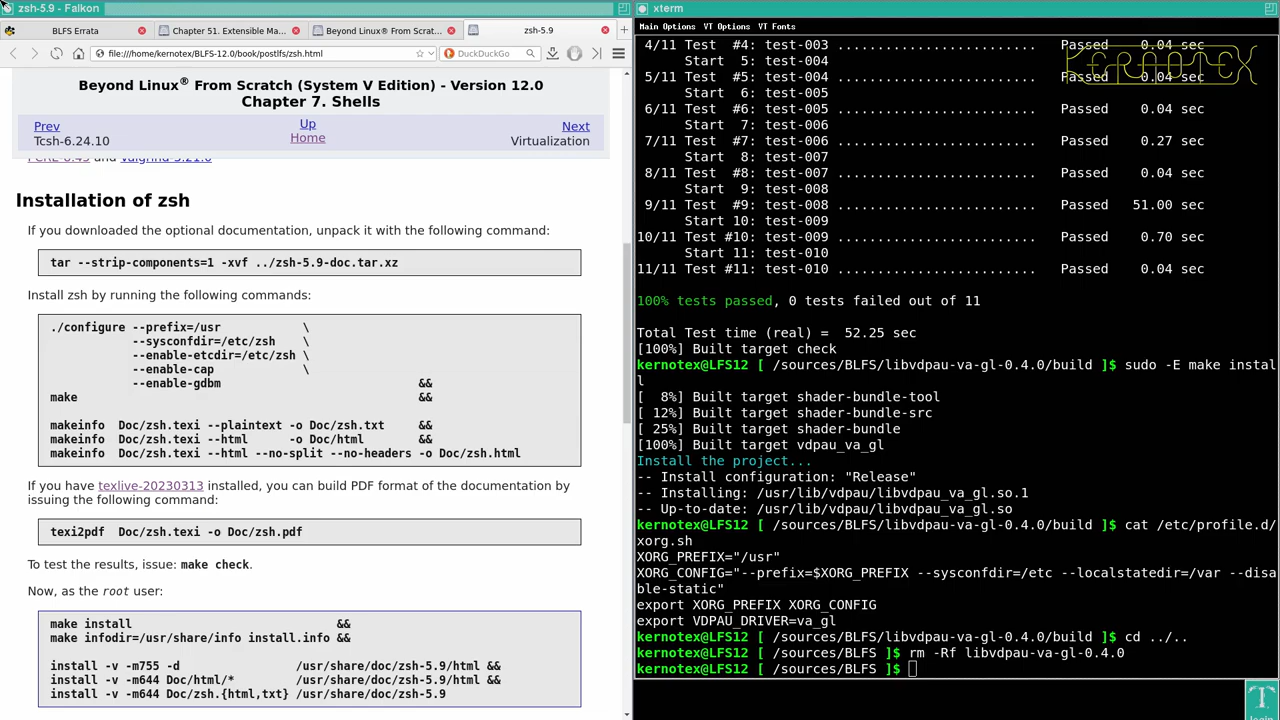 zsh-5.9 - Falkon
BLFS Errata
Chapter 51. Extensible Ma...
Beyond Linux® From Scrat...
zsh-5.9
file:///home/kernotex/BLFS-12.0/book/postlfs/zsh.html
DuckDuckGo
Beyond Linux® From Scratch (System V Edition) - Version 12.0
Chapter 7. Shells
Prev
Up
Next
Tcsh-6.24.10
Home
Virtualization
PCRE-8.45 and Valgrind-3.21.0
Installation of zsh
If you downloaded the optional documentation, unpack it with the following command:
tar --strip-components=1 -xvf ../zsh-5.9-doc.tar.xz
Install zsh by running the following commands:
./configure --prefix=/usr \
--sysconfdir=/etc/zsh \
--enable-etcdir=/etc/zsh \
--enable-cap \
--enable-gdbm &&
make &&
makeinfo Doc/zsh.texi --plaintext -o Doc/zsh.txt &&
makeinfo Doc/zsh.texi --html -o Doc/html &&
makeinfo Doc/zsh.texi --html --no-split --no-headers -o Doc/zsh.html
If you have texlive-20230313 installed, you can build PDF format of the documentation by
issuing the following command:
texi2pdf Doc/zsh.texi -o Doc/zsh.pdf
To test the results, issue: make check.
Now, as the root user:
make install &&
make infodir=/usr/share/info install.info &&
install -v -m755 -d /usr/share/doc/zsh-5.9/html &&
install -v -m644 Doc/html/* /usr/share/doc/zsh-5.9/html &&
install -v -m644 Doc/zsh.{html,txt} /usr/share/doc/zsh-5.9
xterm
Main Options VT Options VT Fonts
4/11 Test #4: test-003 ........................ Passed 0.04 sec
Start 5: test-004
5/11 Test #5: test-004 ........................ Passed 0.04 sec
Start 6: test-005
6/11 Test #6: test-005 ........................ Passed 0.04 sec
Start 7: test-006
7/11 Test #7: test-006 ........................ Passed 0.27 sec
Start 8: test-007
8/11 Test #8: test-007 ........................ Passed 0.04 sec
Start 9: test-008
9/11 Test #9: test-008 ........................ Passed 51.00 sec
Start 10: test-009
10/11 Test #10: test-009 ........................ Passed 0.70 sec
Start 11: test-010
11/11 Test #11: test-010 ........................ Passed 0.04 sec
100% tests passed, 0 tests failed out of 11
Total Test time (real) = 52.25 sec
[100%] Built target check
kernotex@LFS12 [ /sources/BLFS/libvdpau-va-gl-0.4.0/build ]$ sudo -E make instal
l
[ 8%] Built target shader-bundle-tool
[ 12%] Built target shader-bundle-src
[ 25%] Built target shader-bundle
[100%] Built target vdpau_va_gl
Install the project...
-- Install configuration: "Release"
-- Installing: /usr/lib/vdpau/libvdpau_va_gl.so.1
-- Up-to-date: /usr/lib/vdpau/libvdpau_va_gl.so
kernotex@LFS12 [ /sources/BLFS/libvdpau-va-gl-0.4.0/build ]$ cat /etc/profile.d/
xorg.sh
XORG_PREFIX="/usr"
XORG_CONFIG="--prefix=$XORG_PREFIX --sysconfdir=/etc --localstatedir=/var --disa
ble-static"
export XORG_PREFIX XORG_CONFIG
export VDPAU_DRIVER=va_gl
kernotex@LFS12 [ /sources/BLFS/libvdpau-va-gl-0.4.0/build ]$ cd ../..
kernotex@LFS12 [ /sources/BLFS ]$ rm -Rf libvdpau-va-gl-0.4.0
kernotex@LFS12 [ /sources/BLFS ]$
KERNOTEX
T
login